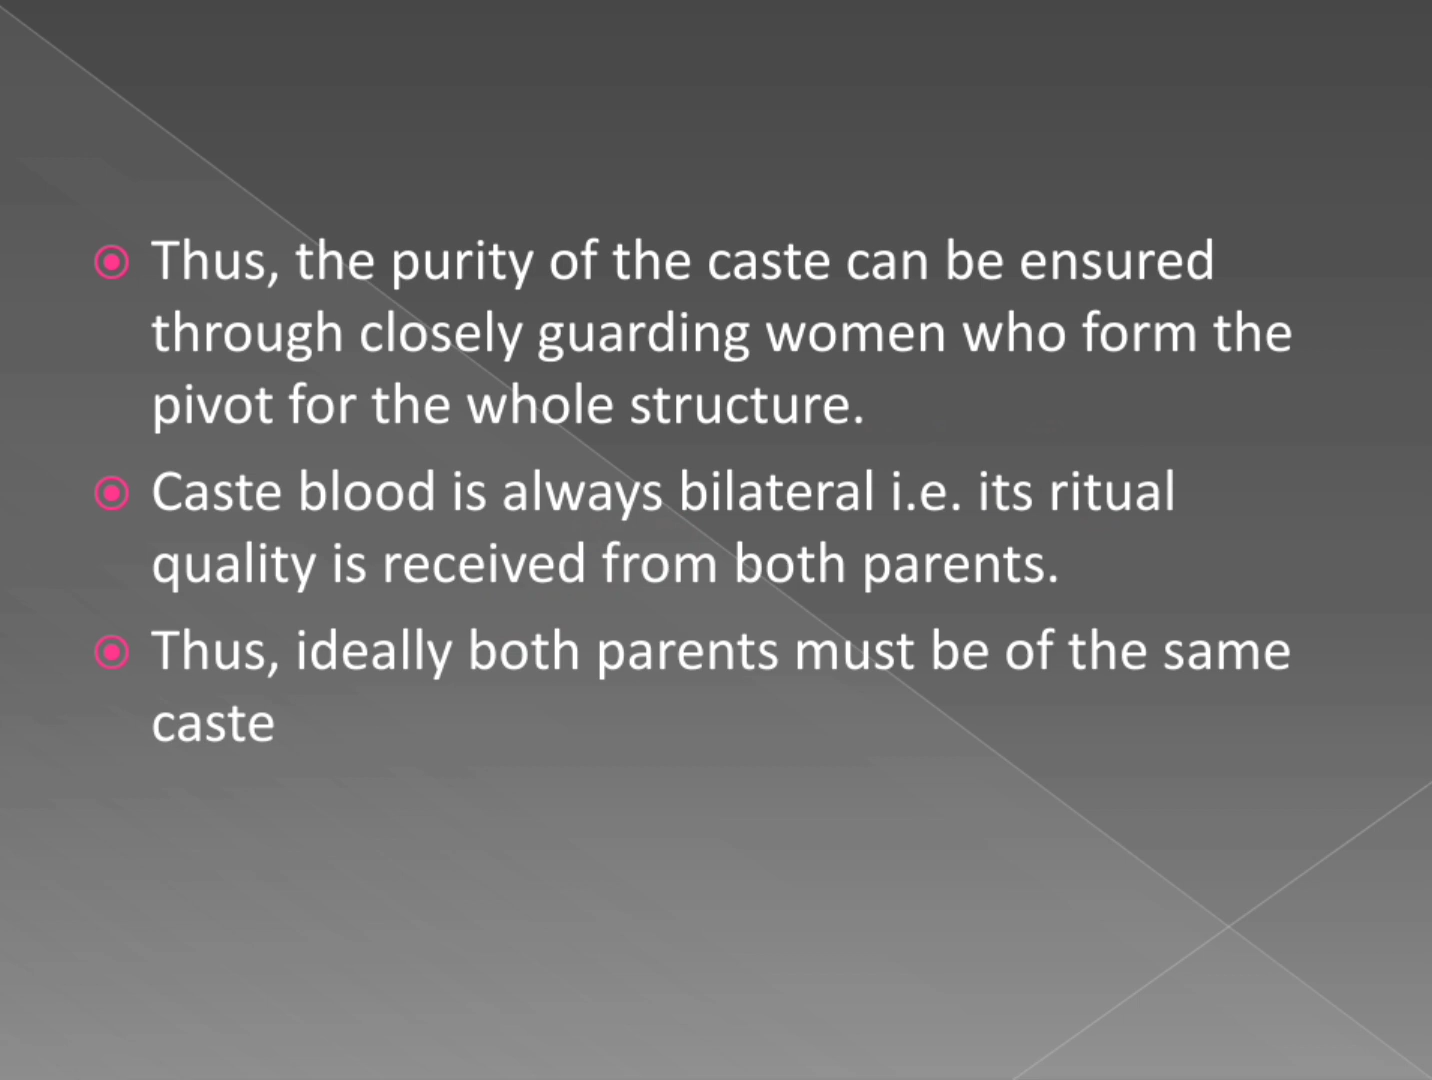 Thus, the purity of the caste can be ensured
through closely guarding women who form the
pivot for the whole structure.
Caste blood is always bilateral i.e. its ritual
quality is received from both parents.
Thus, ideally both parents must be of the same
caste